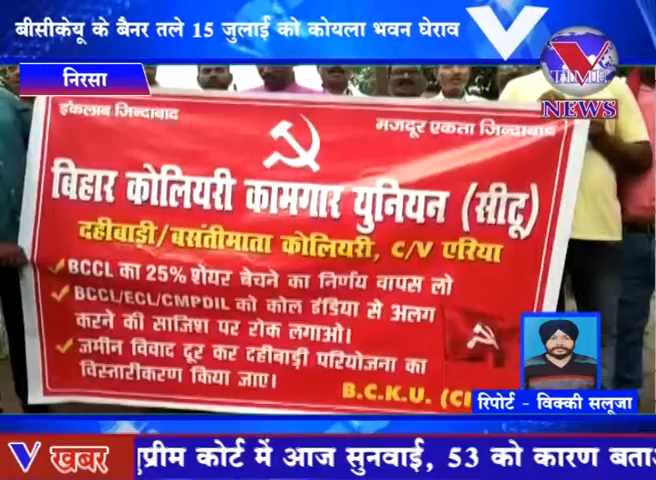 बीसीकेयू के बैनर तले 15 जुलाई को कोयला भवन घेराव
निरसा
V TIME
NEWS
इंकलाब जिन्दाबाद
मजदूर एकता जिन्दाबाद
बिहार कोलियरी कामगार युनियन (सीटू)
दहीबाड़ी/बसंतीमाता कोलियरी, C/V एरिया
BCCL का 25% शेयर बेचने का निर्णय वापस लो
BCCL/ECL/CMPDIL को कोल इंडिया से अलग
करने की साजिश पर रोक लगाओ।
जमीन विवाद दूर कर दहीबाड़ी परियोजना का
विस्तारीकरण किया जाए।
B.C.K.U. (CI
रिपोर्ट - विक्की सलूजा
V खबर
सुप्रीम कोर्ट में आज सुनवाई, 53 को कारण बता